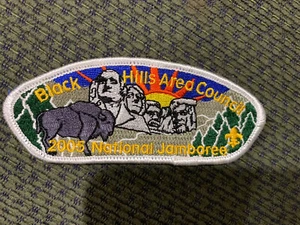 Black Hills Area Council
2005 National Jamboree